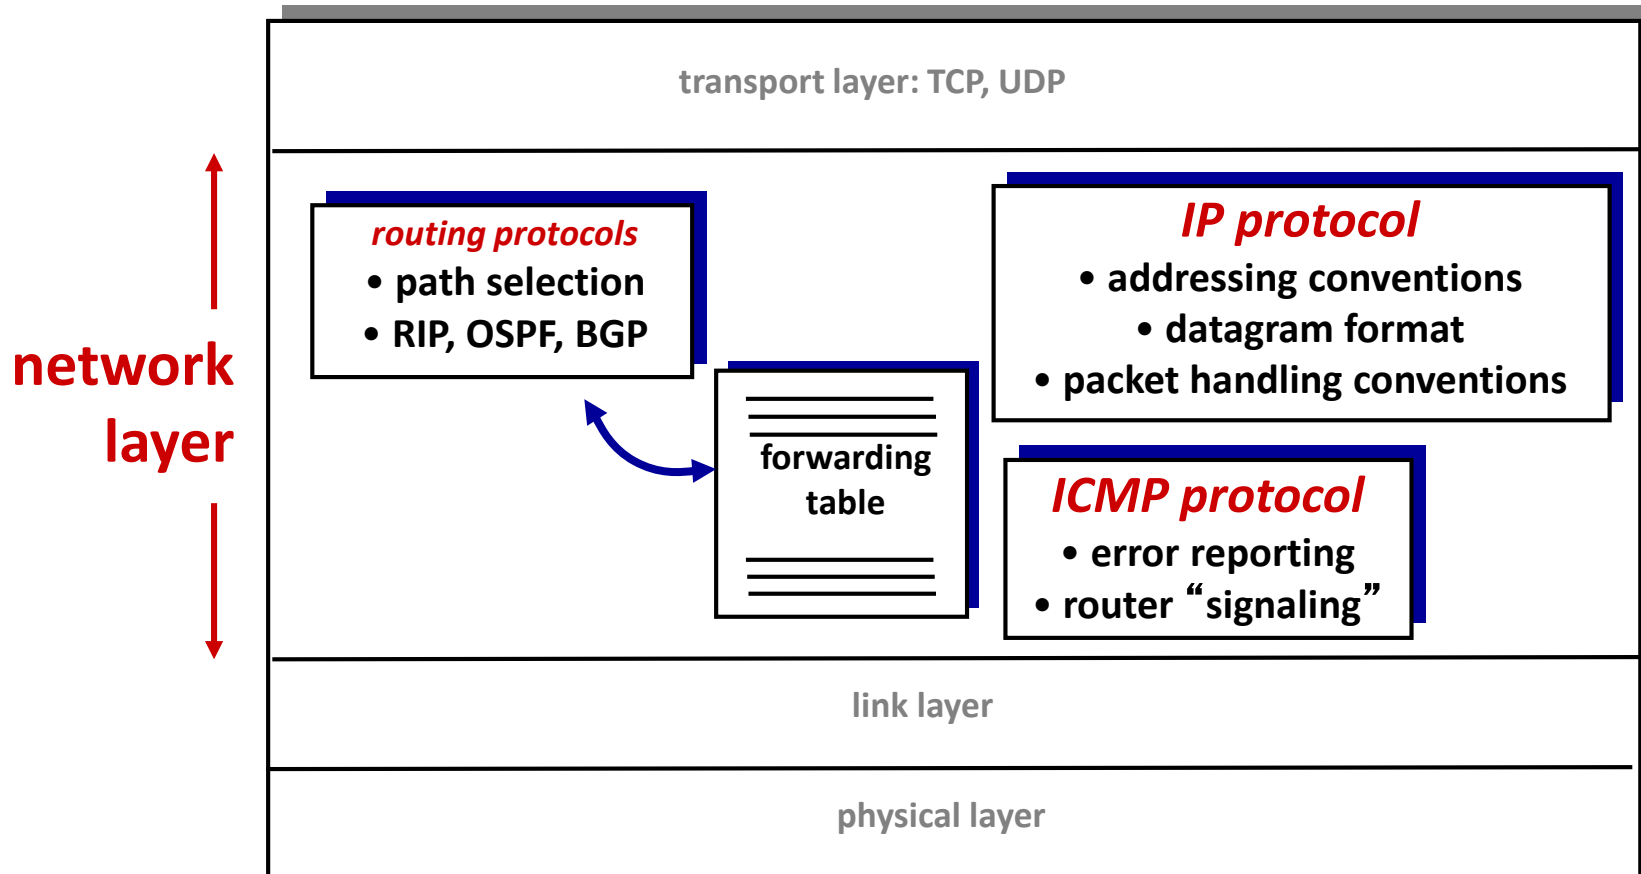 transport layer: TCP, UDP
network
layer
routing protocols
• path selection
• RIP, OSPF, BGP
forwarding
table
IP protocol
• addressing conventions
• datagram format
• packet handling conventions
ICMP protocol
• error reporting
• router “signaling”
link layer
physical layer